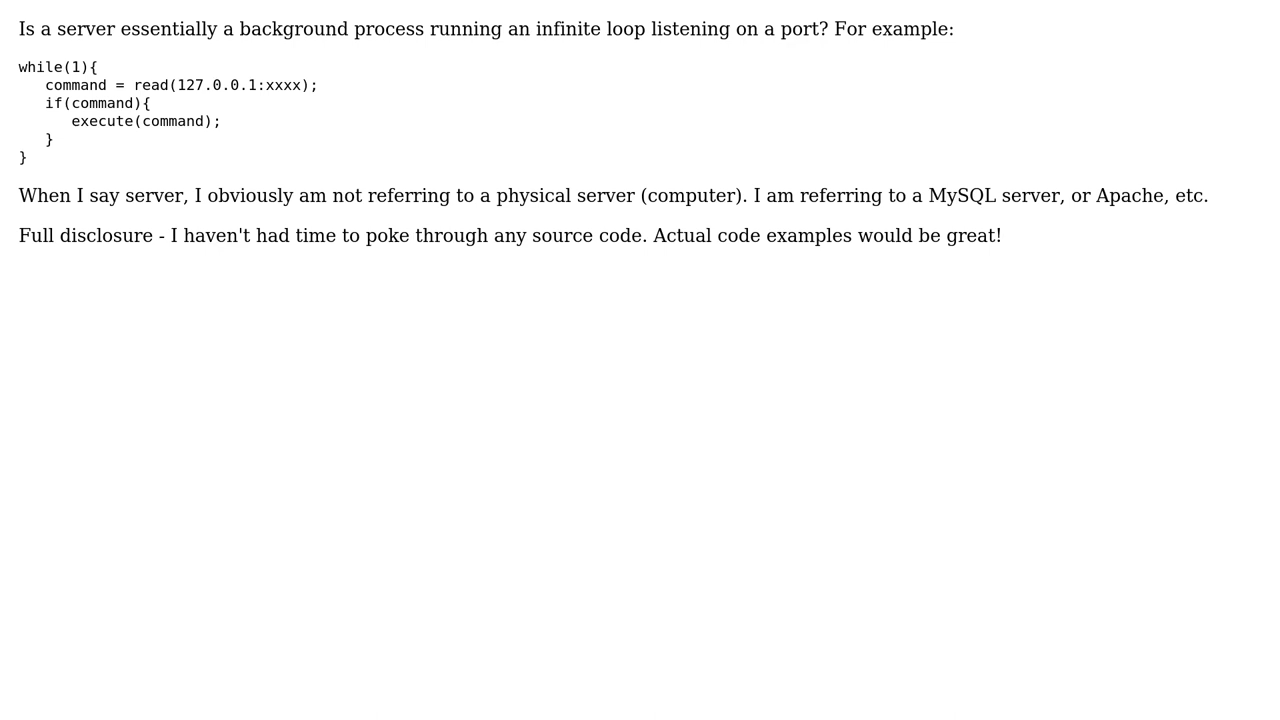 Is a server essentially a background process running an infinite loop listening on a port? For example:
while(1){
   command = read(127.0.0.1:xxxx);
   if(command){
      execute(command);
   }
}
When I say server, I obviously am not referring to a physical server (computer). I am referring to a MySQL server, or Apache, etc.
Full disclosure - I haven't had time to poke through any source code. Actual code examples would be great!